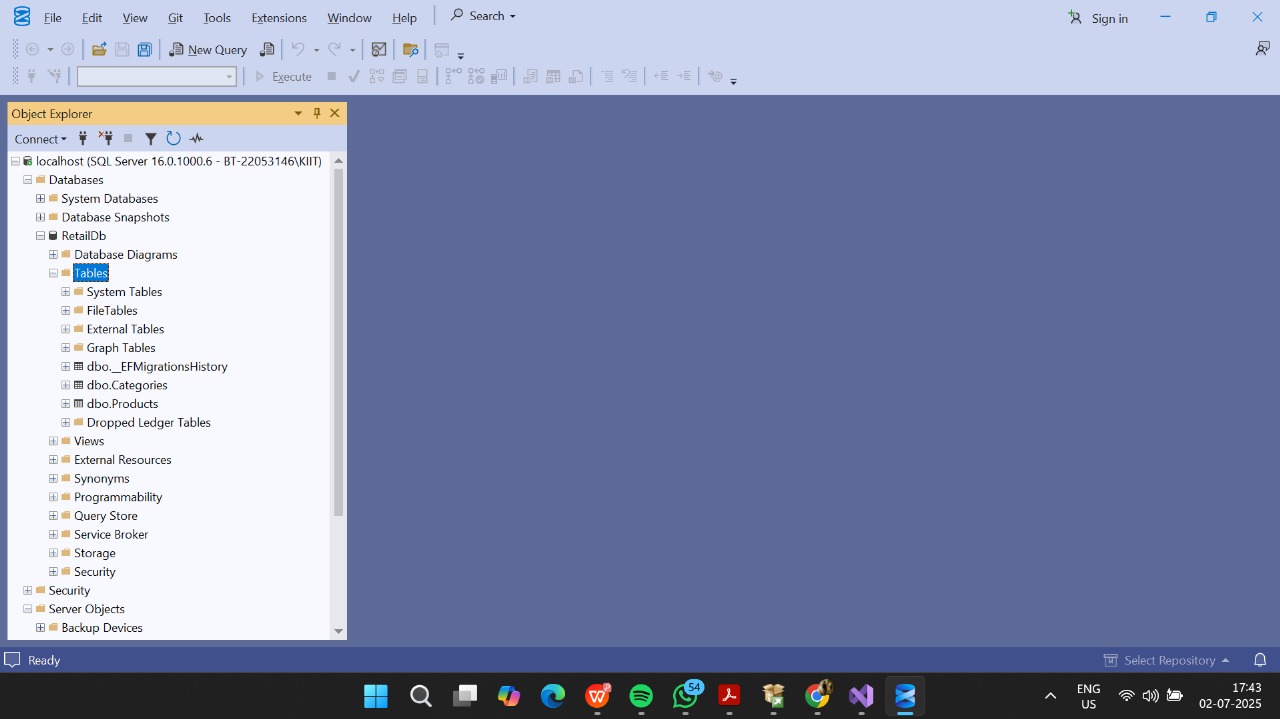 File Edit View Git Tools Extensions Window Help Search Sign in
New Query
Execute
Object Explorer
Connect
localhost (SQL Server 16.0.1000.6 - BT-22053146\KIIT)
Databases
System Databases
Database Snapshots
RetailDb
Database Diagrams
Tables
System Tables
FileTables
External Tables
Graph Tables
dbo.__EFMigrationsHistory
dbo.Categories
dbo.Products
Dropped Ledger Tables
Views
External Resources
Synonyms
Programmability
Query Store
Service Broker
Storage
Security
Security
Server Objects
Backup Devices
Ready Select Repository
54
ENG 17:43
US 02-07-2025